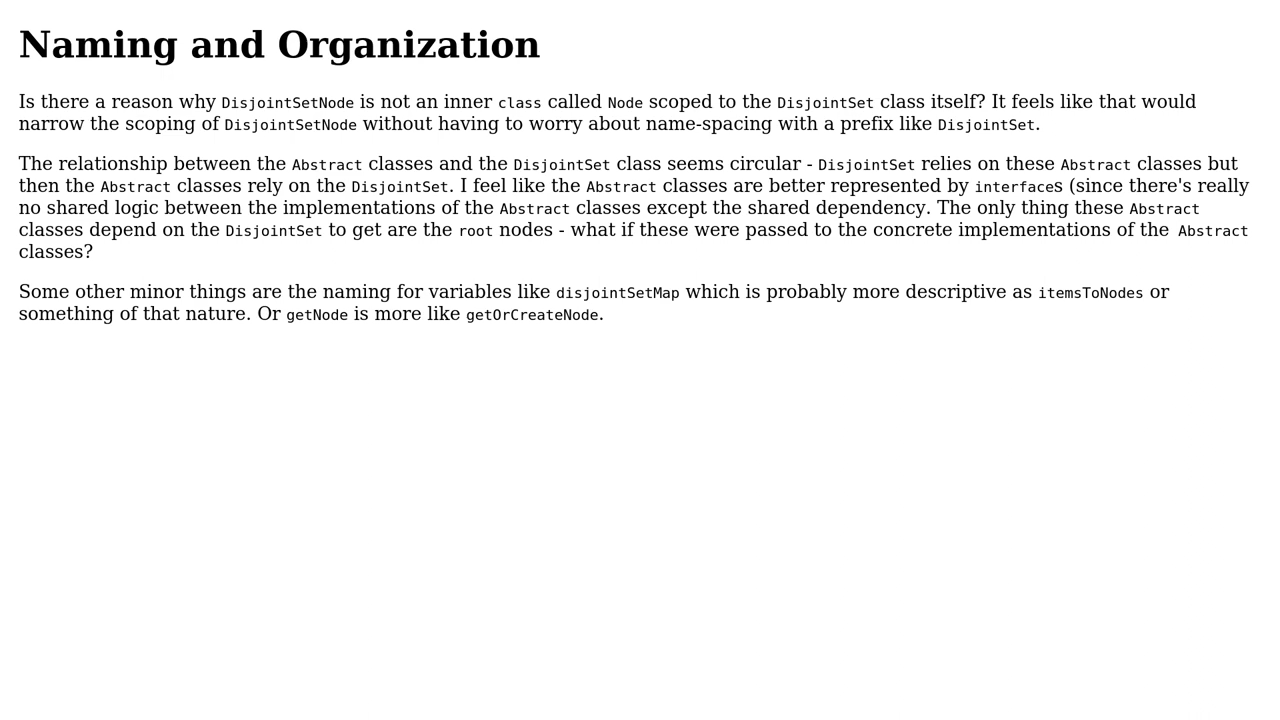 Naming and Organization
Is there a reason why DisjointSetNode is not an inner class called Node scoped to the DisjointSet class itself? It feels like that would
narrow the scoping of DisjointSetNode without having to worry about name-spacing with a prefix like DisjointSet.
The relationship between the Abstract classes and the DisjointSet class seems circular - DisjointSet relies on these Abstract classes but
then the Abstract classes rely on the DisjointSet. I feel like the Abstract classes are better represented by interfaces (since there's really
no shared logic between the implementations of the Abstract classes except the shared dependency. The only thing these Abstract
classes depend on the DisjointSet to get are the root nodes - what if these were passed to the concrete implementations of the Abstract
classes?
Some other minor things are the naming for variables like disjointSetMap which is probably more descriptive as itemsToNodes or
something of that nature. Or getNode is more like getOrCreateNode.